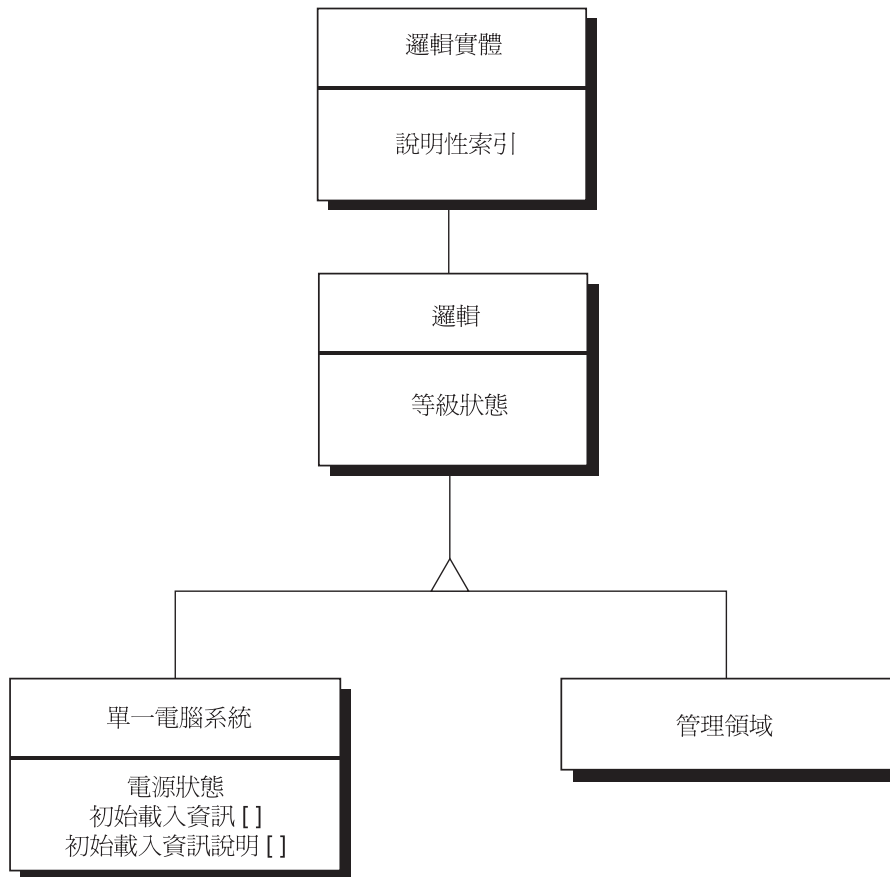 邏輯實體
說明性索引
邏輯
等級狀態
單一電腦系統
電源狀態
初始載入資訊 [ ]
初始載入資訊說明 [ ]
管理領域